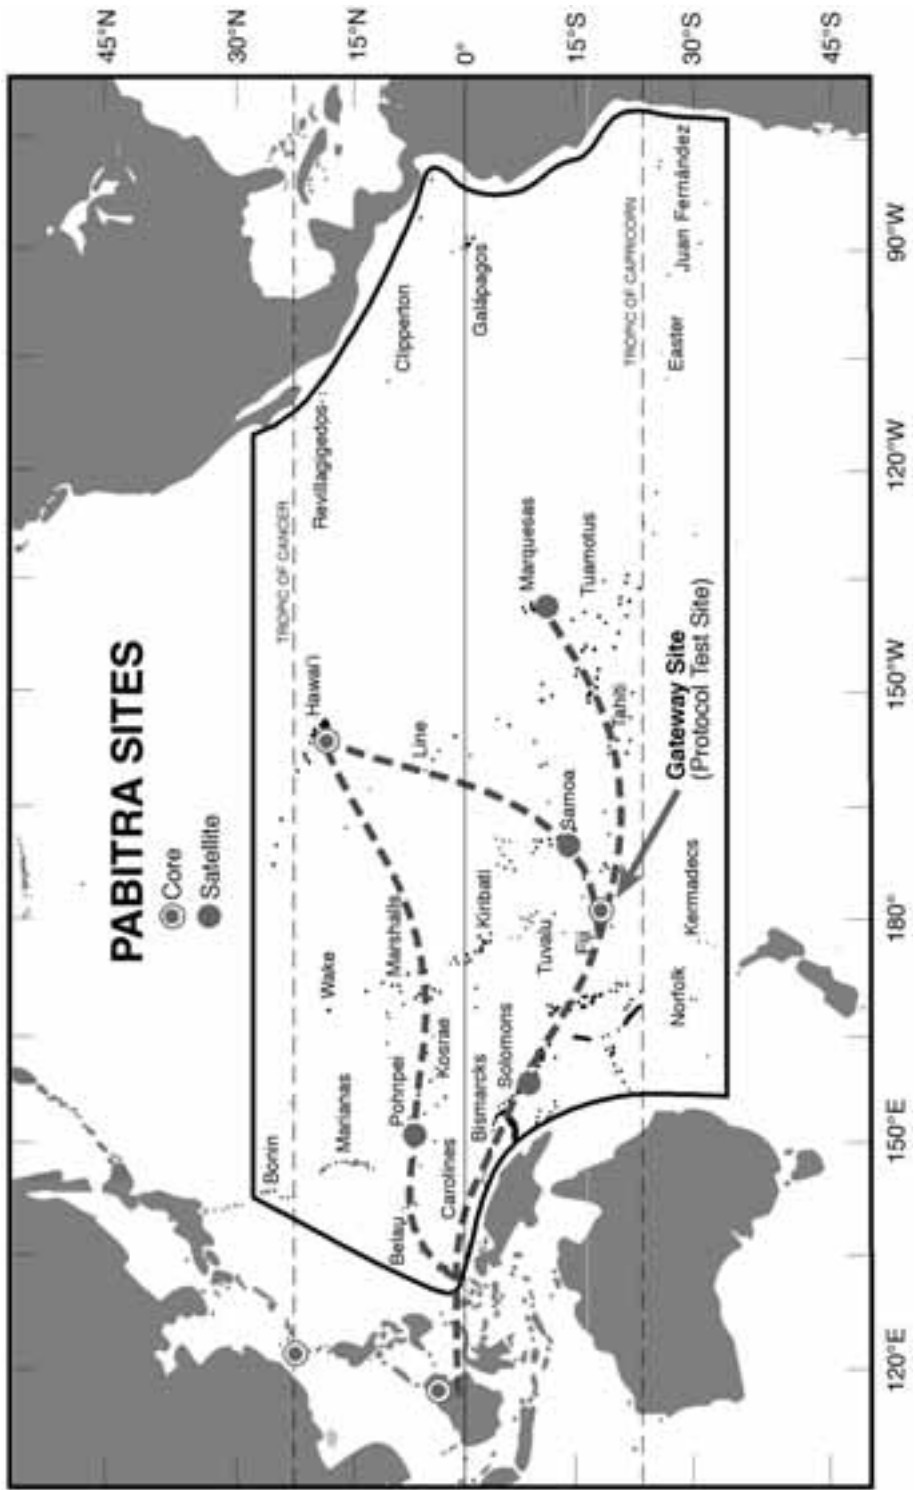 PABITRA SITES
Core
Satellite
45°N
30°N
15°N
0°
15°S
30°S
45°S
TROPIC OF CANCER
Bonin
Hawai'i
Revillagigedos
Wake
Marianas
Marshalls
Clipperton
Belau
Pohnpei
Line
Kosrae
Carolines
Galápagos
Bismarcks
Kiribati
Solomons
Samoa
Marquesas
Tuvalu
Tuamotus
Fiji
Tahiti
TROPIC OF CAPRICORN
Norfolk
Kermadecs
Gateway Site
(Protocol Test Site)
Easter
Juan Fernández
120°E
150°E
180°
150°W
120°W
90°W